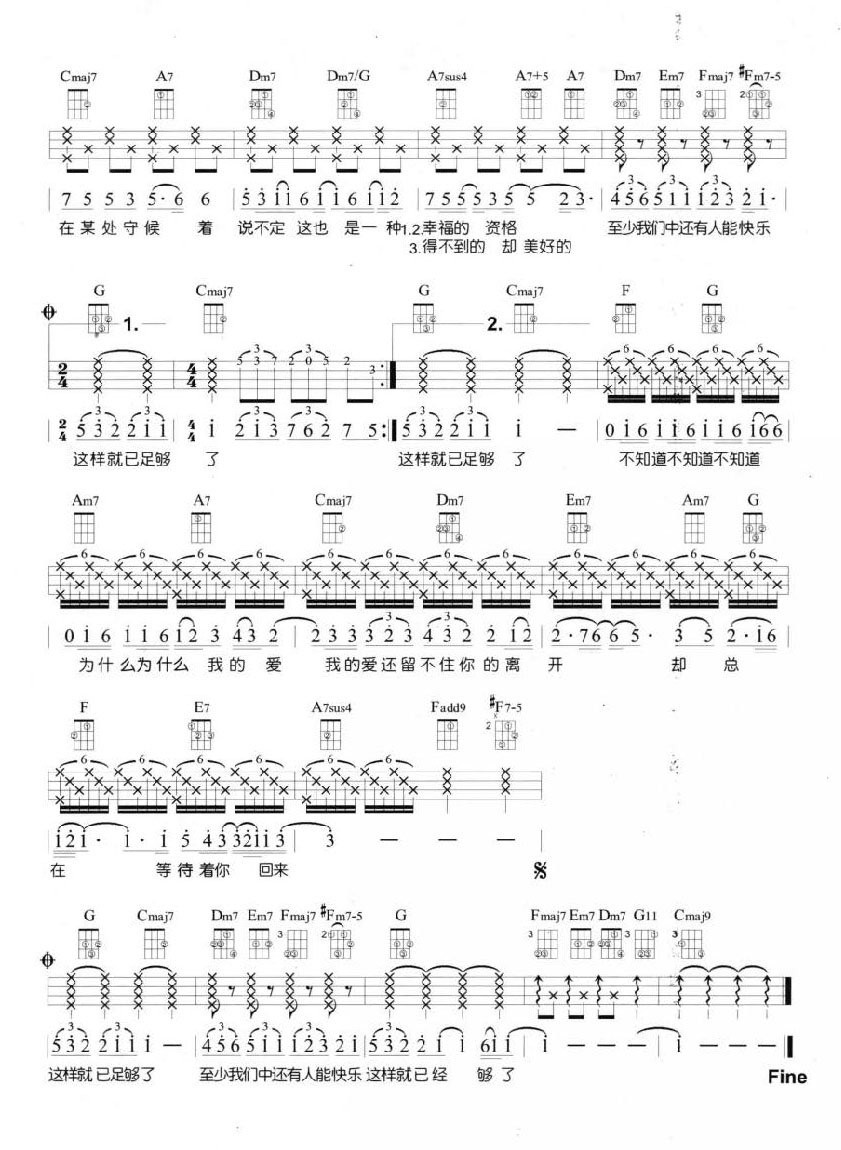 Cmaj7 A7 Dm7 Dm7/G A7sus4 A7+5 A7 Dm7 Em7 Fmaj7 #Fm7-5
7 5 5 3 5· 6 6 5 3 1 1 6 1 1 6 1 1 2 7 5 5 5 3 5 5 5 2 3· 4 5 6 5 1 1 1 2 3 2 1·
在某处守候 着 说不定 这也 是一 种1.2.幸福的 资格 至少我们中还有人能快乐
3.得不到的 却 美好的
G Cmaj7 G Cmaj7 F G
1. 2.
5 3 7 2 0 5 2 3
5 3 2 2 1 1 1 2 1 3 7 6 2 7 5 5 3 2 2 1 1 1 — 0 1 6 1 1 6 1 1 6 1 6 6
这样就已足够 了 这样就已足够 了 不知道不知道不知道
Am7 A7 Cmaj7 Dm7 Em7 Am7 G
0 1 6 1 1 6 1 2 3 4 3 2 2 3 3 3 3 2 3 4 3 2 2 1 2 2· 7 6 6 5· 3 5 2· 1 6
为什么为什么 我的 爱 我的爱还留不住你的离 开 却 总
F E7 A7sus4 Fadd9 #F7-5
1 2 1· 1· 1 5 4 3 3 2 1 1 3 3 — — —
在 等待着你 回来
G Cmaj7 Dm7 Em7 Fmaj7 #Fm7-5 G Fmaj7 Em7 Dm7 G11 Cmaj9
5 3 2 2 1 1 1 — 4 5 6 5 1 1 1 2 3 2 1 5 3 2 2 1 1 6 1 1 — — — 1 — — —
这样就已足够了 至少我们中还有人能快乐 这样就已经 够了
Fine